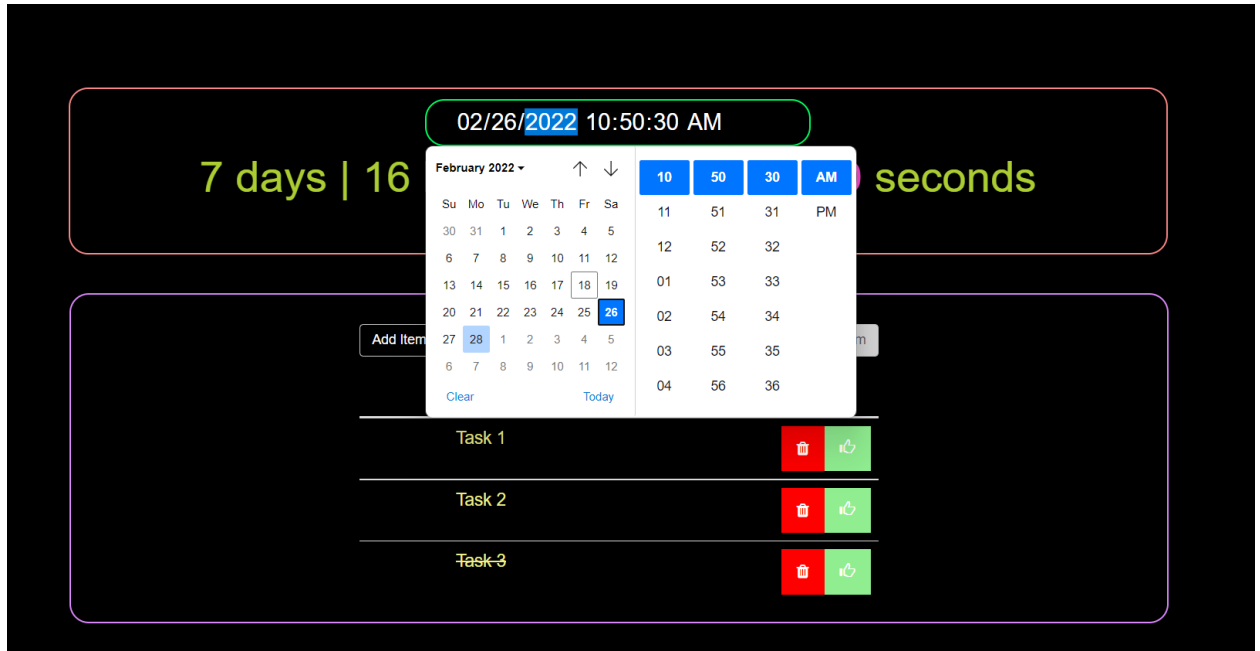 02/26/2022 10:50:30 AM
7 days | 16 seconds
February 2022
Su Mo Tu We Th Fr Sa
30 31 1 2 3 4 5
6 7 8 9 10 11 12
13 14 15 16 17 18 19
20 21 22 23 24 25 26
27 28 1 2 3 4 5
6 7 8 9 10 11 12
Clear Today
10 50 30 AM
11 51 31 PM
12 52 32
01 53 33
02 54 34
03 55 35
04 56 36
Add Item
Task 1
Task 2
Task 3